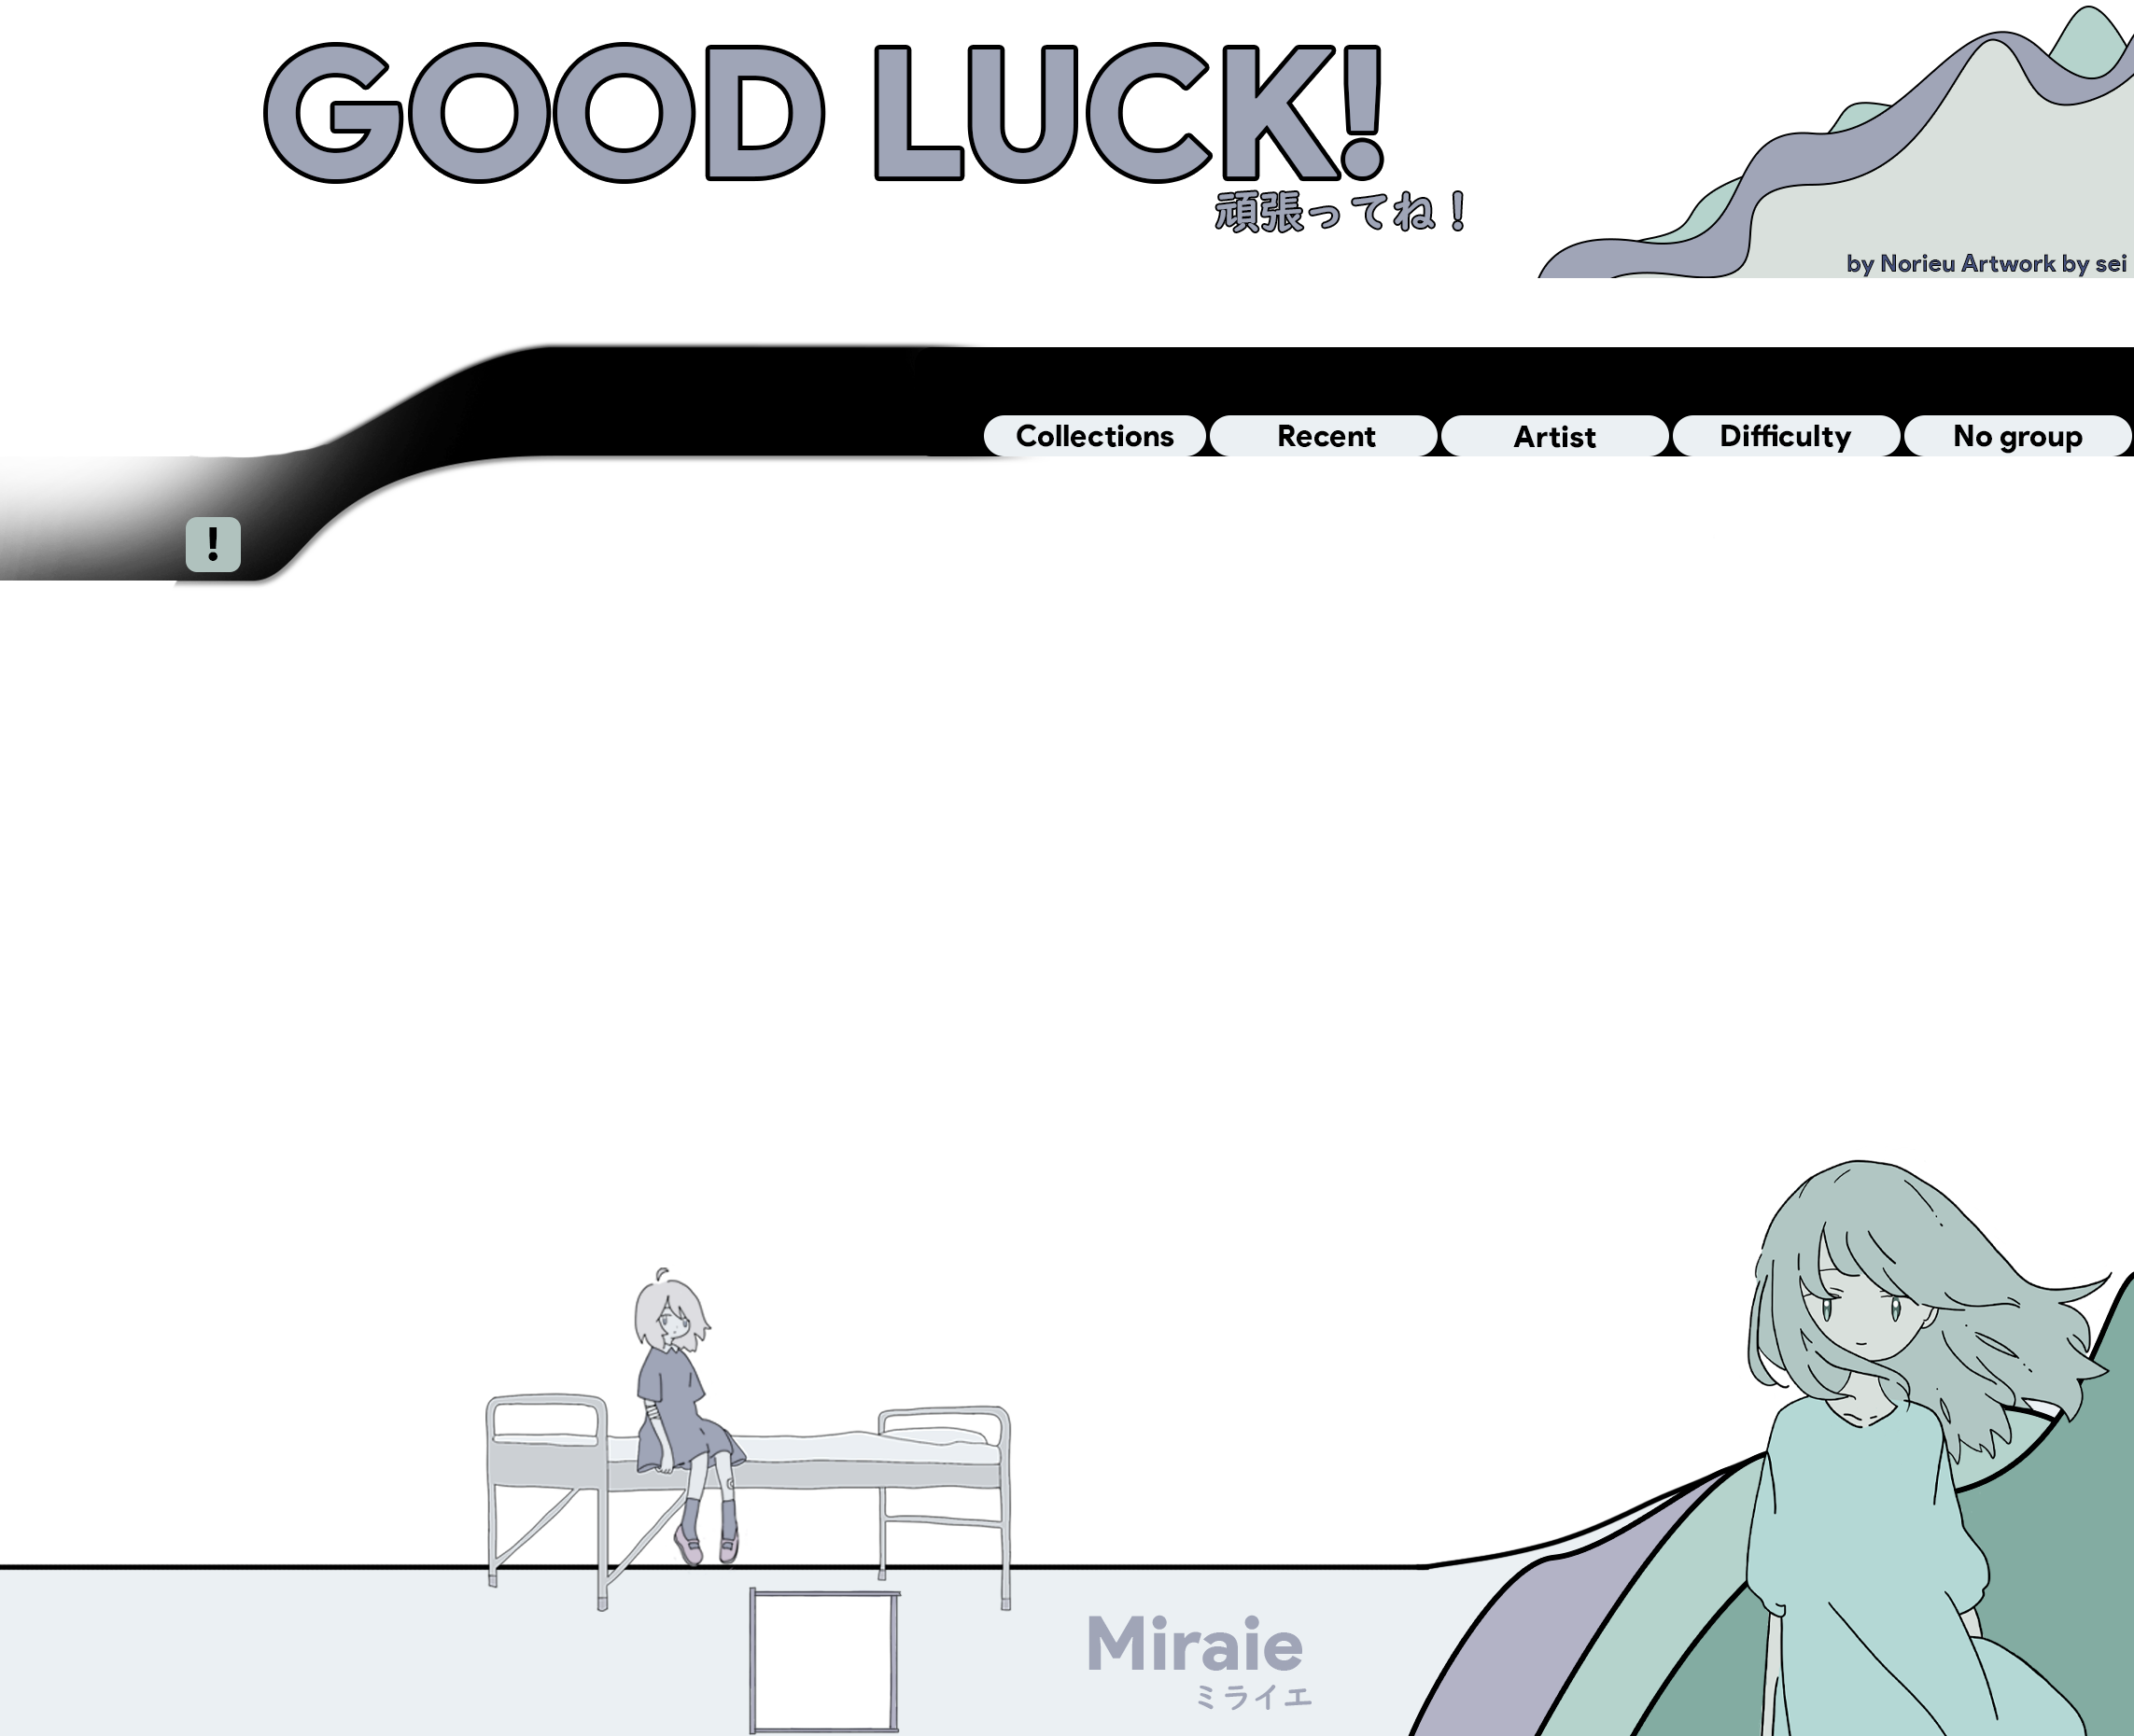 GOOD LUCK!
頑張ってね！
by Norieu Artwork by sei
Collections Recent Artist Difficulty No group
!
Miraie
ミライエ